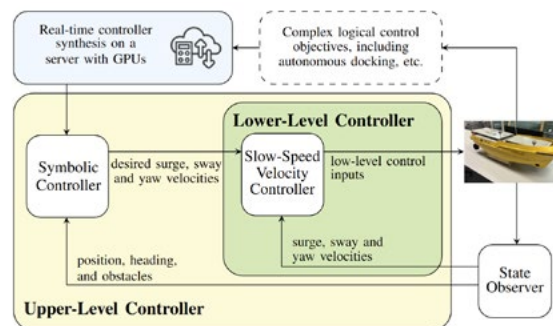 Real-time controller
synthesis on a
server with GPUs
Complex logical control
objectives, including
autonomous docking, etc.
Lower-Level Controller
Symbolic
Controller
desired surge, sway
and yaw velocities
Slow-Speed
Velocity
Controller
low-level control
inputs
surge, sway and
yaw velocities
position, heading,
and obstacles
State
Observer
Upper-Level Controller